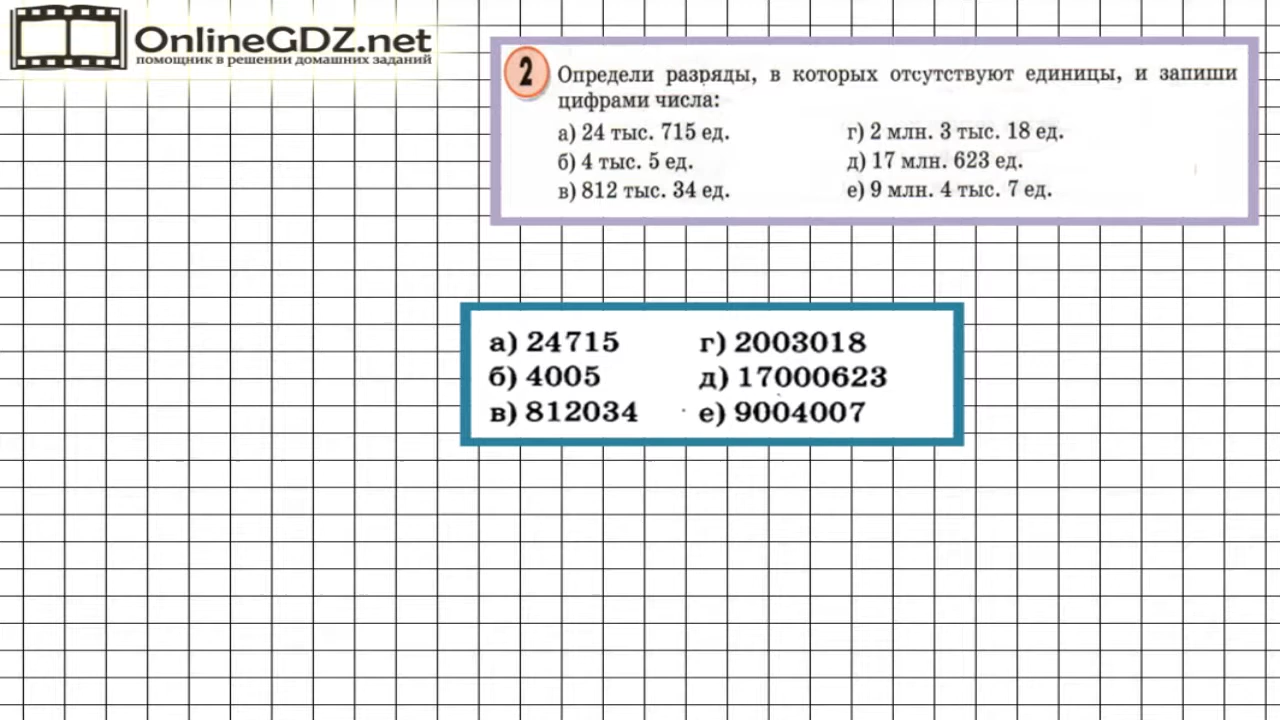 OnlineGDZ.net
помощник в решении домашних заданий
2
Определи разряды, в которых отсутствуют единицы, и запиши
цифрами числа:
а) 24 тыс. 715 ед.
б) 4 тыс. 5 ед.
в) 812 тыс. 34 ед.
г) 2 млн. 3 тыс. 18 ед.
д) 17 млн. 623 ед.
е) 9 млн. 4 тыс. 7 ед.
а) 24715
б) 4005
в) 812034
г) 2003018
д) 17000623
е) 9004007